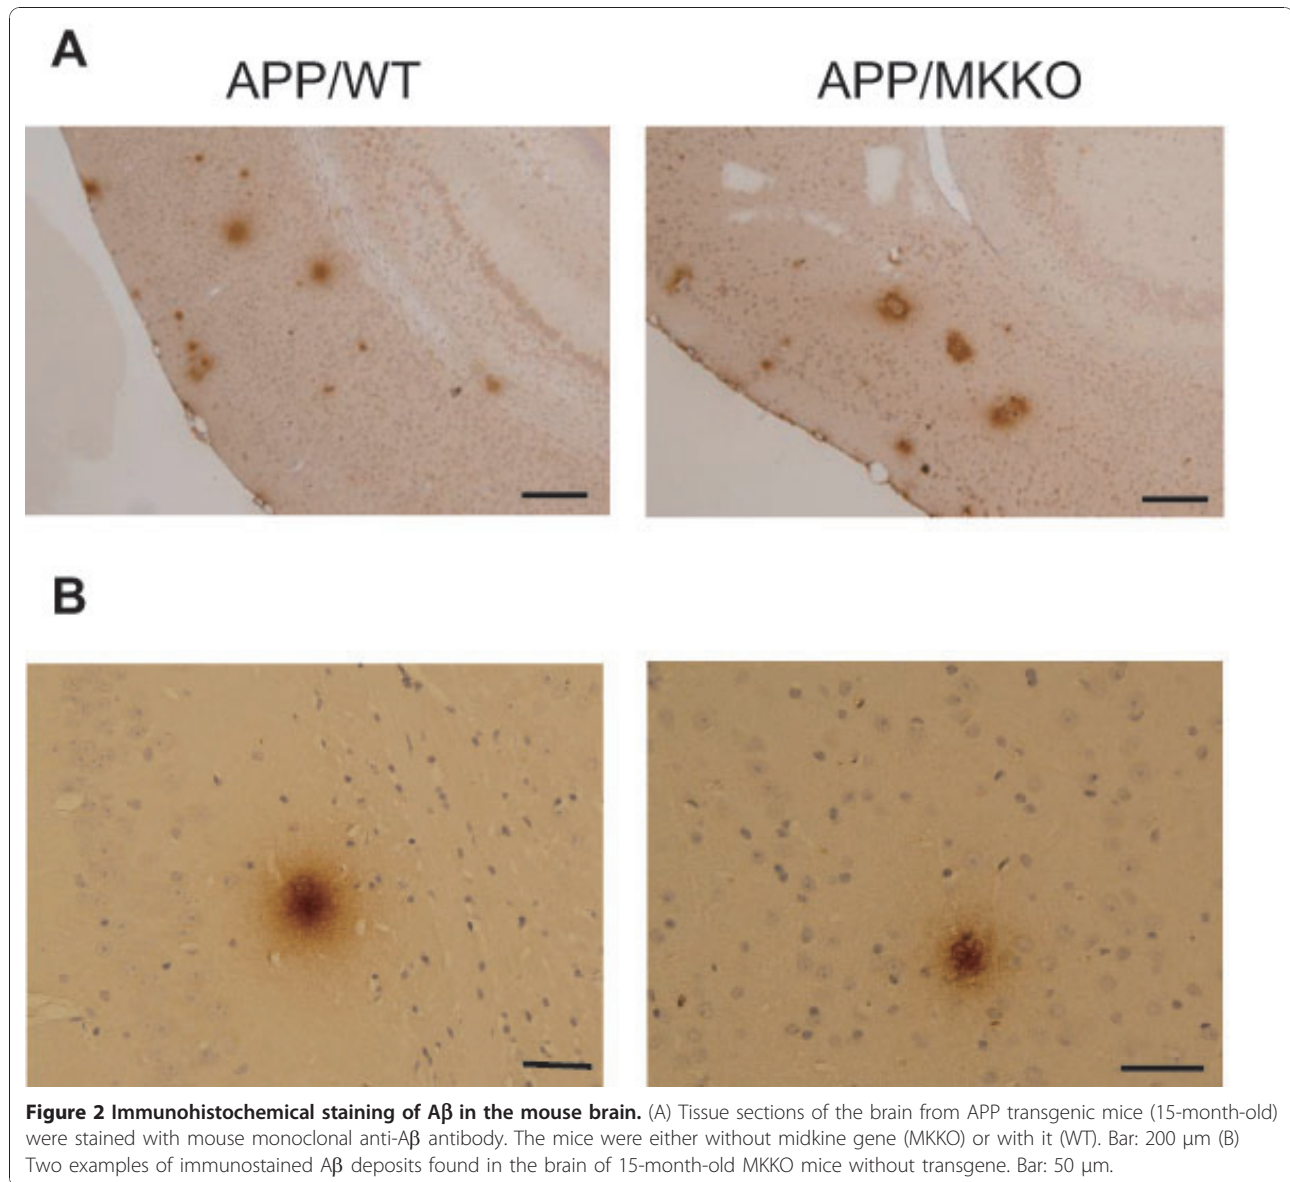 A
APP/WT
APP/MKKO
B
Figure 2 Immunohistochemical staining of Aβ in the mouse brain. (A) Tissue sections of the brain from APP transgenic mice (15-month-old)
were stained with mouse monoclonal anti-Aβ antibody. The mice were either without midkine gene (MKKO) or with it (WT). Bar: 200 μm (B)
Two examples of immunostained Aβ deposits found in the brain of 15-month-old MKKO mice without transgene. Bar: 50 μm.